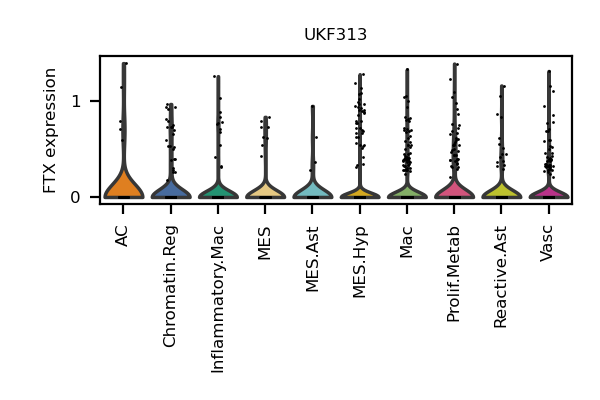 UKF313
FTX expression
1
0
AC
Chromatin.Reg
Inflammatory.Mac
MES
MES.Ast
MES.Hyp
Mac
Prolif.Metab
Reactive.Ast
Vasc